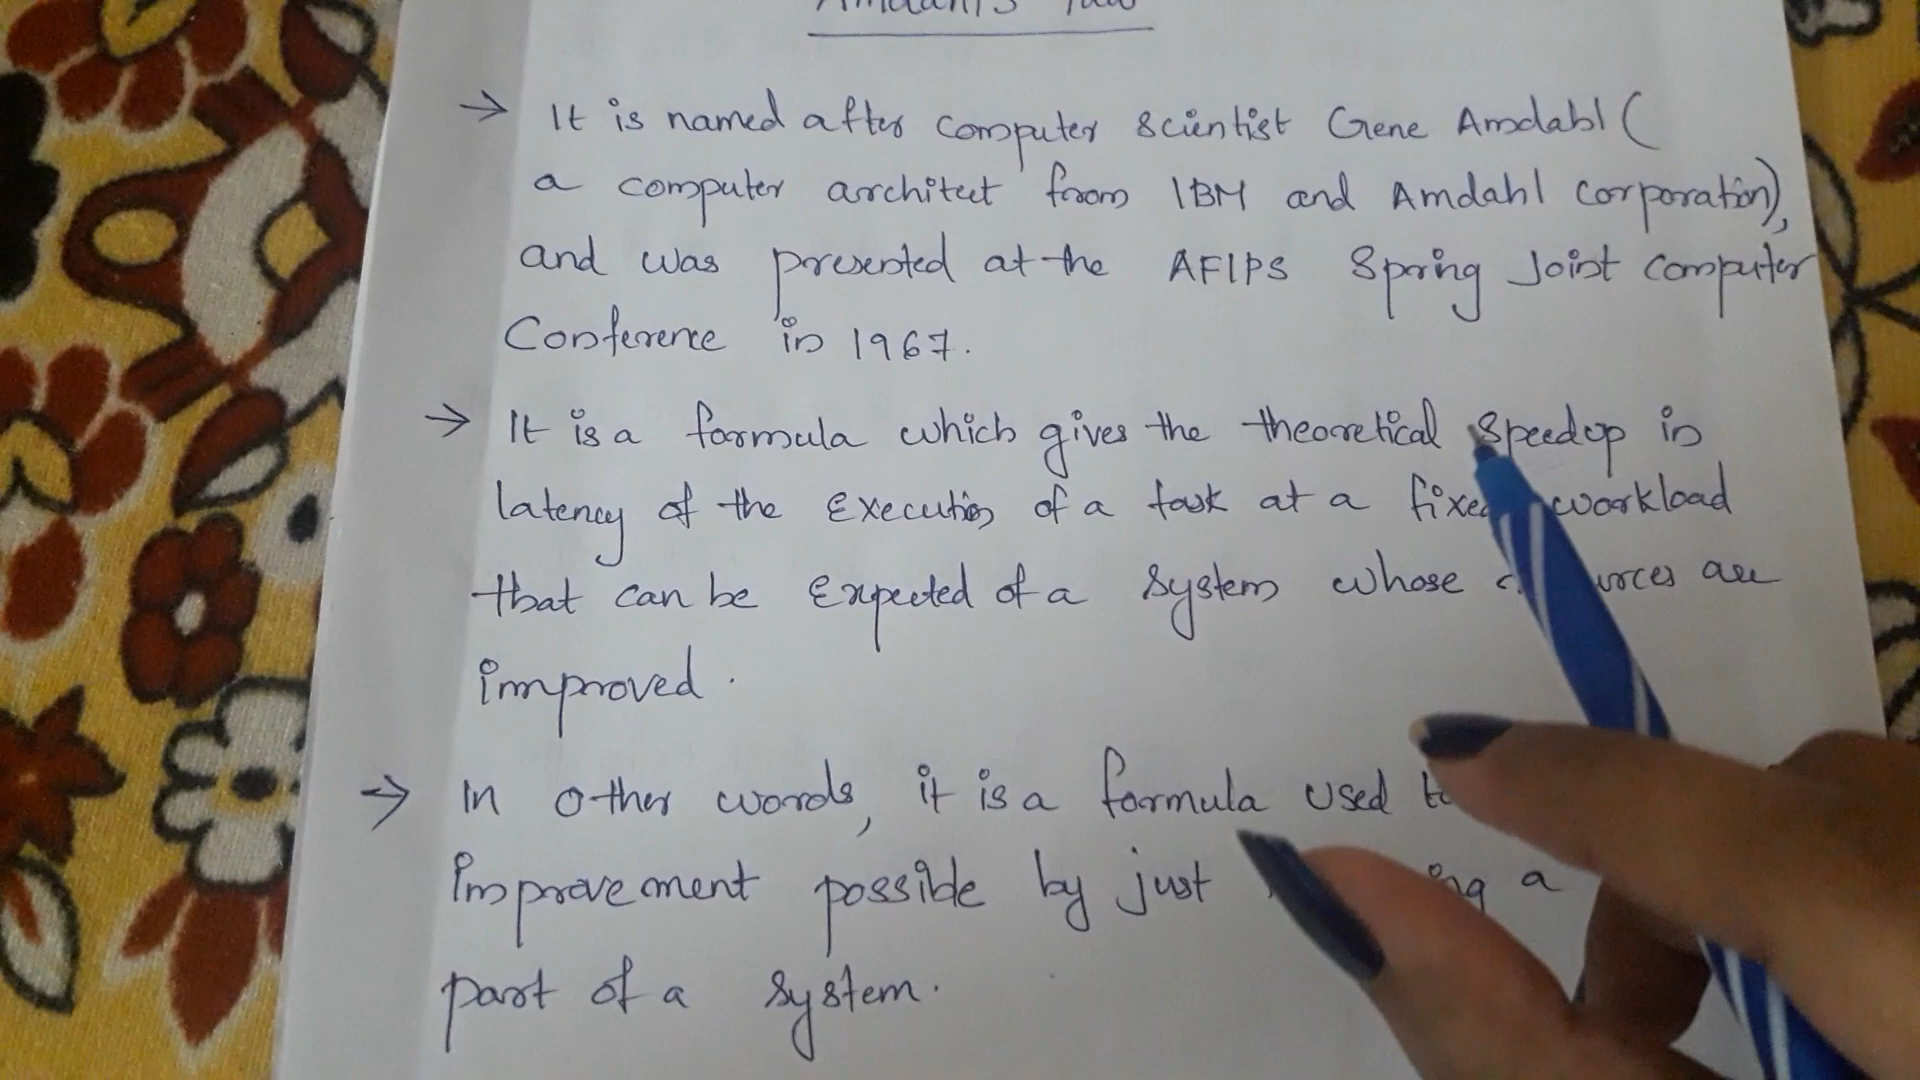 Amdahl's law
→ It is named after computer scientist Gene Amdahl (
a computer architect from IBM and Amdahl corporation),
and was presented at the AFIPS Spring Joint computer
Conference in 1967.
→ It is a formula which gives the theoretical speedup in
latency of the Execution of a task at a fixed workload
that can be Expected of a system whose are
improved.
→ In other words, it is a formula used
improvement possible by just a
part of a system.